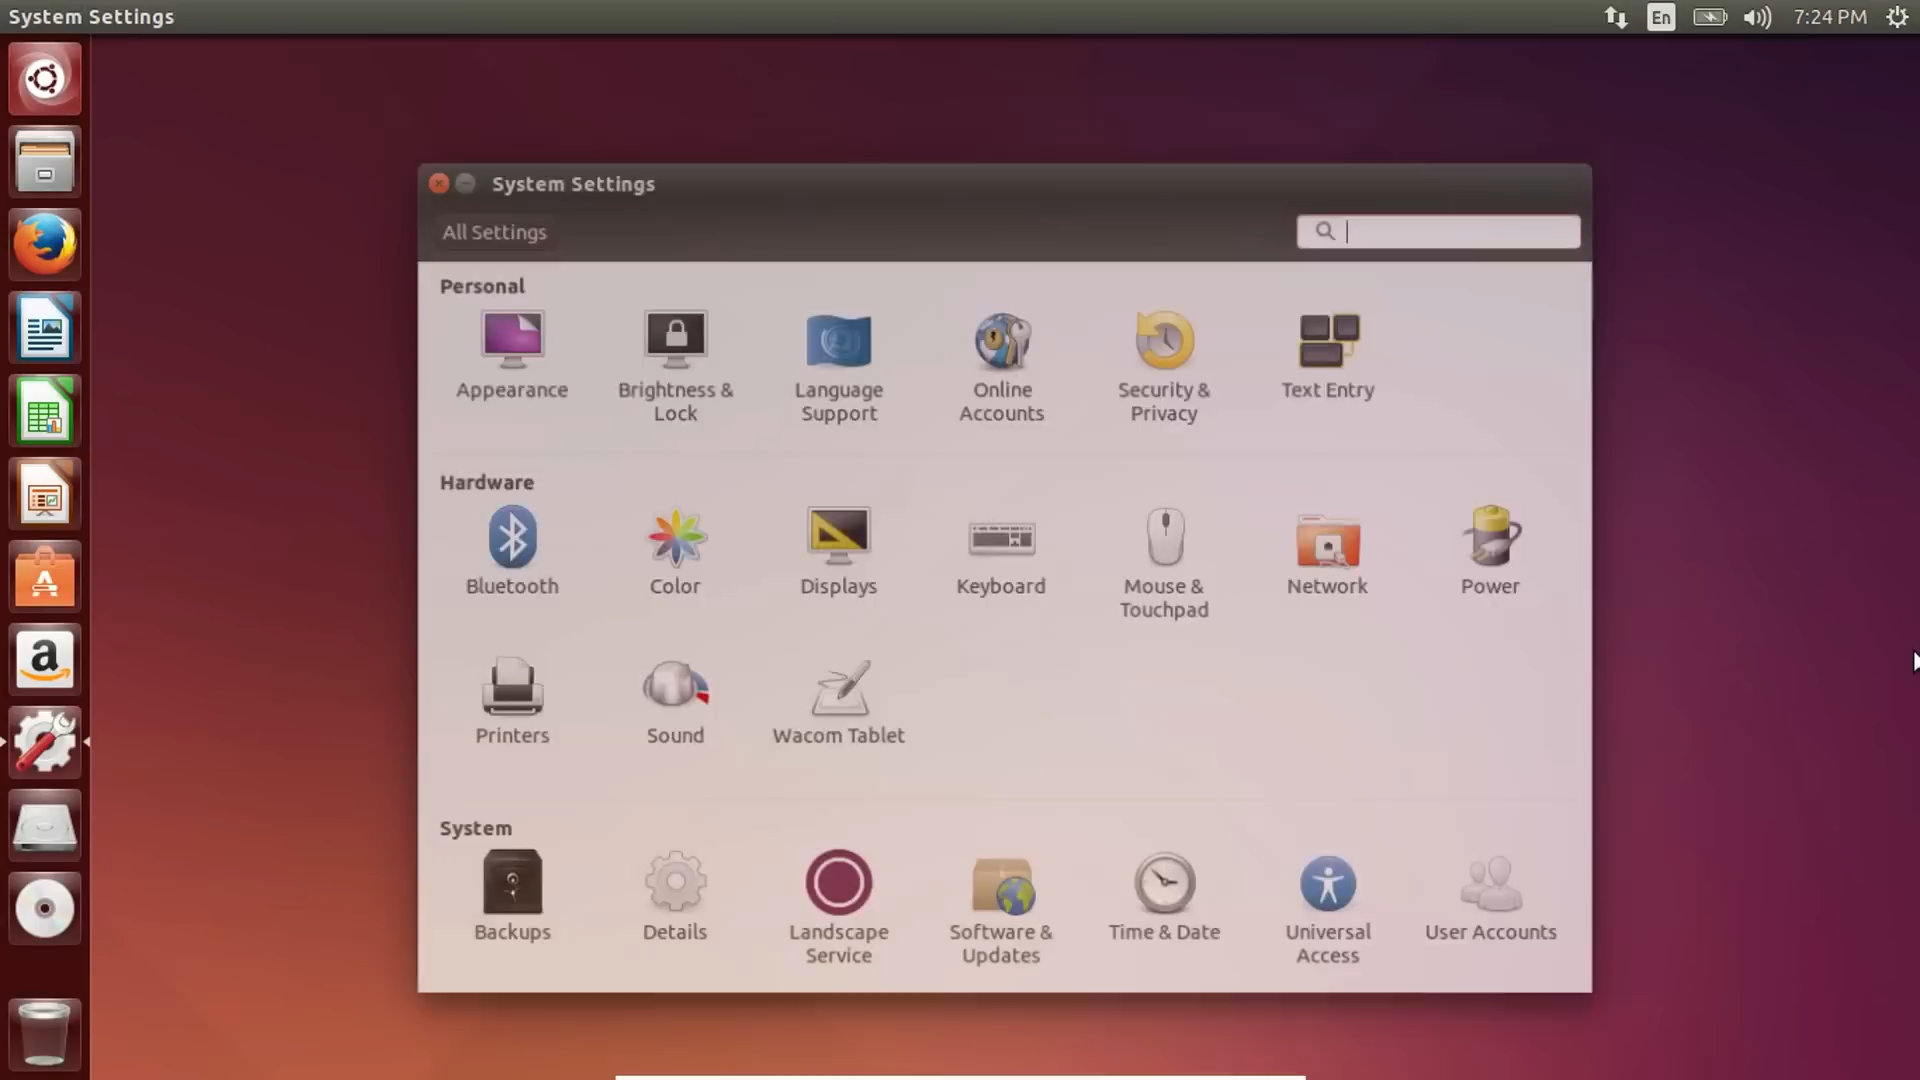 System Settings
En
7:24 PM
System Settings
All Settings
Personal
Appearance
Brightness &
Lock
Language
Support
Online
Accounts
Security &
Privacy
Text Entry
Hardware
Bluetooth
Color
Displays
Keyboard
Mouse &
Touchpad
Network
Power
Printers
Sound
Wacom Tablet
System
Backups
Details
Landscape
Service
Software &
Updates
Time & Date
Universal
Access
User Accounts